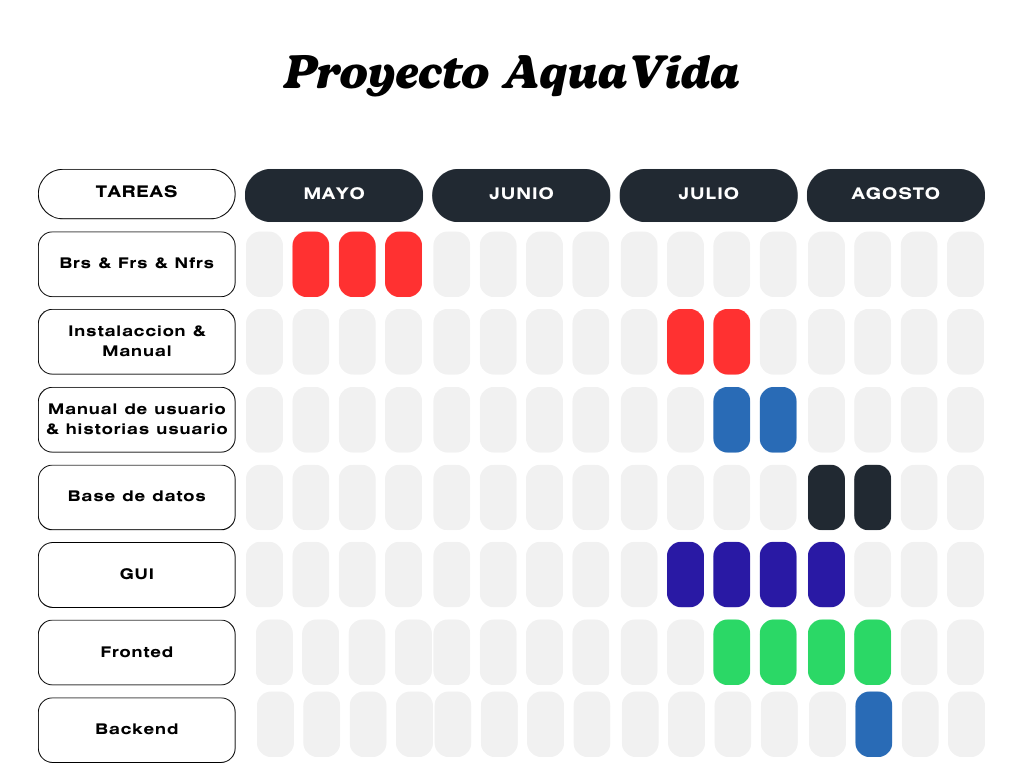 Proyecto AquaVida
TAREAS
MAYO
JUNIO
JULIO
AGOSTO
Brs & Frs & Nfrs
Instalaccion &
Manual
Manual de usuario
& historias usuario
Base de datos
GUI
Fronted
Backend